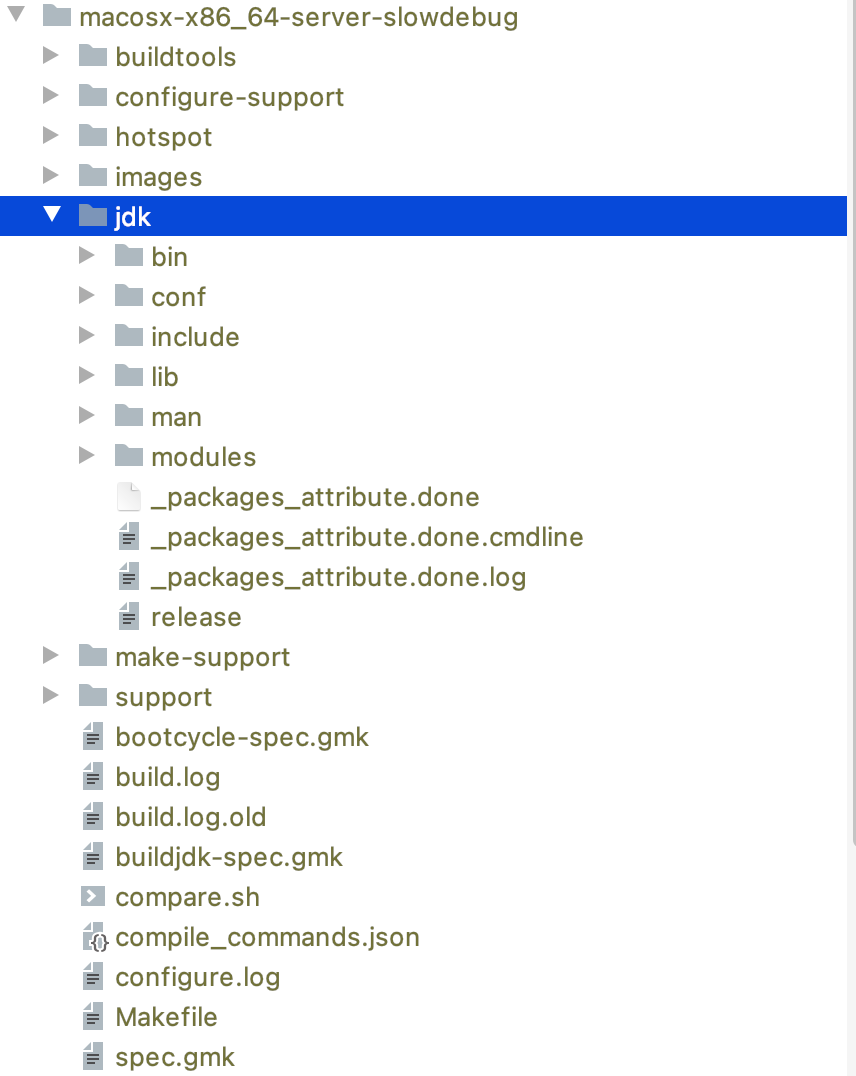 macosx-x86_64-server-slowdebug
buildtools
configure-support
hotspot
images
jdk
bin
conf
include
lib
man
modules
_packages_attribute.done
_packages_attribute.done.cmdline
_packages_attribute.done.log
release
make-support
support
bootcycle-spec.gmk
build.log
build.log.old
buildjdk-spec.gmk
compare.sh
compile_commands.json
configure.log
Makefile
spec.gmk